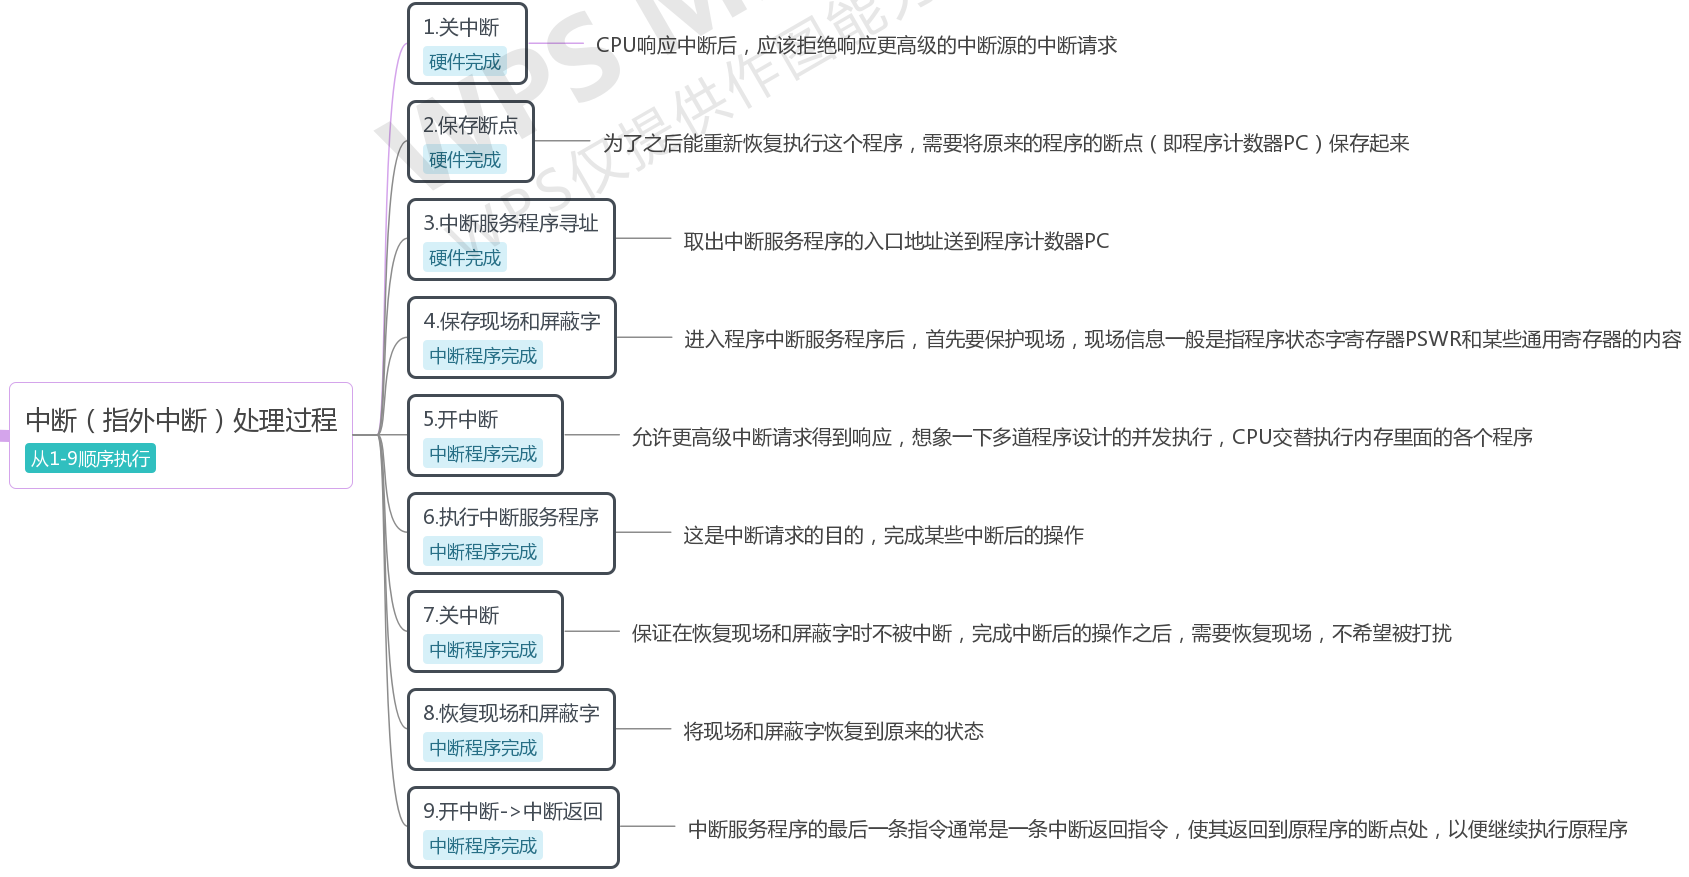 1.关中断
硬件完成
CPU响应中断后，应该拒绝响应更高级的中断源的中断请求
2.保存断点
硬件完成
为了之后能重新恢复执行这个程序，需要将原来的程序的断点（即程序计数器PC）保存起来
3.中断服务程序寻址
硬件完成
取出中断服务程序的入口地址送到程序计数器PC
4.保存现场和屏蔽字
中断程序完成
进入程序中断服务程序后，首先要保护现场，现场信息一般是指程序状态字寄存器PSWR和某些通用寄存器的内容
中断（指外中断）处理过程
从1-9顺序执行
5.开中断
中断程序完成
允许更高级中断请求得到响应，想象一下多道程序设计的并发执行，CPU交替执行内存里面的各个程序
6.执行中断服务程序
中断程序完成
这是中断请求的目的，完成某些中断后的操作
7.关中断
中断程序完成
保证在恢复现场和屏蔽字时不被中断，完成中断后的操作之后，需要恢复现场，不希望被打扰
8.恢复现场和屏蔽字
中断程序完成
将现场和屏蔽字恢复到原来的状态
9.开中断->中断返回
中断程序完成
中断服务程序的最后一条指令通常是一条中断返回指令，使其返回到原程序的断点处，以便继续执行原程序
WPS
WPS仅提供作图能